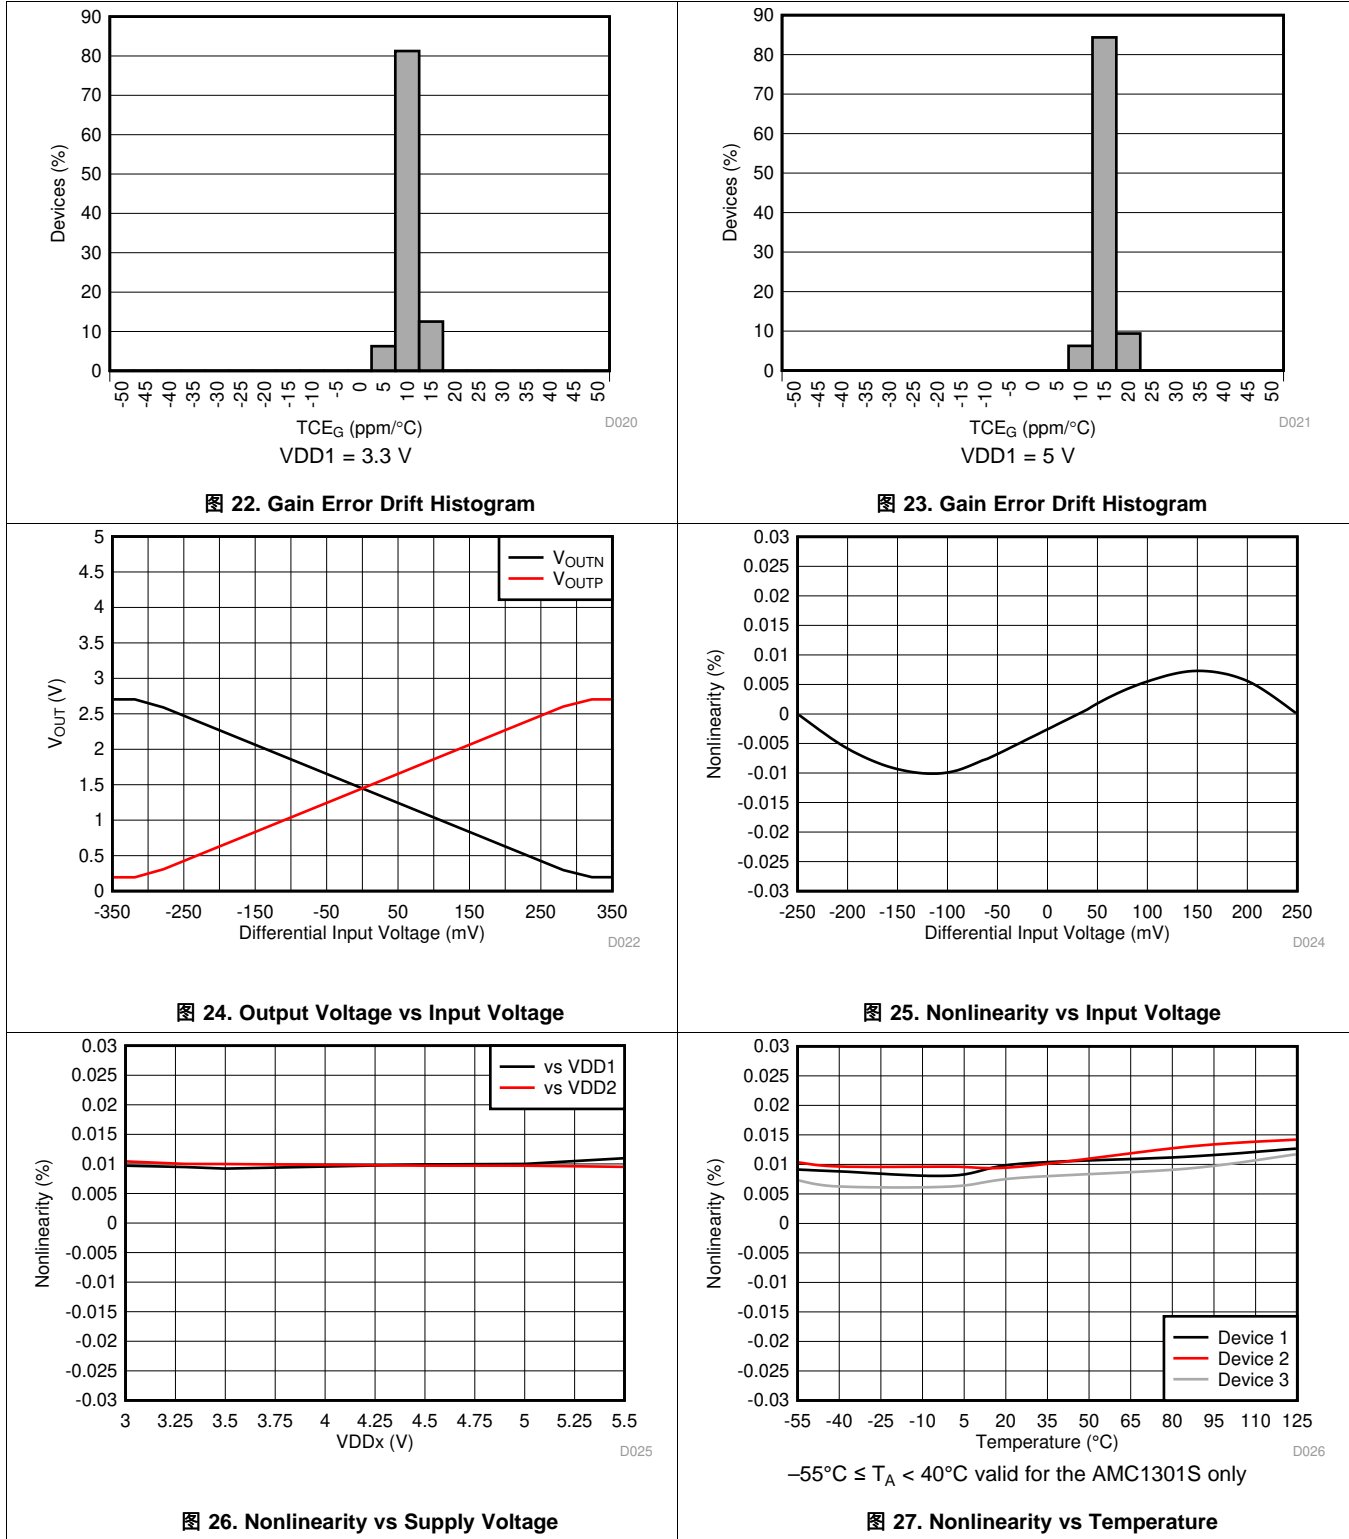 90
80
70
60
50
40
30
20
10
0
Devices (%)
-50 -45 -40 -35 -30 -25 -20 -15 -10 -5 0 5 10 15 20 25 30 35 40 45 50
D020
TCE_G (ppm/°C)
VDD1 = 3.3 V
图 22. Gain Error Drift Histogram
90
80
70
60
50
40
30
20
10
0
Devices (%)
-50 -45 -40 -35 -30 -25 -20 -15 -10 -5 0 5 10 15 20 25 30 35 40 45 50
D021
TCE_G (ppm/°C)
VDD1 = 5 V
图 23. Gain Error Drift Histogram
5
4.5
4
3.5
3
2.5
2
1.5
1
0.5
0
V_OUT (V)
V_OUTN
V_OUTP
-350 -250 -150 -50 50 150 250 350
Differential Input Voltage (mV)
D022
图 24. Output Voltage vs Input Voltage
0.03
0.025
0.02
0.015
0.01
0.005
0
-0.005
-0.01
-0.015
-0.02
-0.025
-0.03
Nonlinearity (%)
-250 -200 -150 -100 -50 0 50 100 150 200 250
Differential Input Voltage (mV)
D024
图 25. Nonlinearity vs Input Voltage
0.03
0.025
0.02
0.015
0.01
0.005
0
-0.005
-0.01
-0.015
-0.02
-0.025
-0.03
Nonlinearity (%)
vs VDD1
vs VDD2
3 3.25 3.5 3.75 4 4.25 4.5 4.75 5 5.25 5.5
VDDx (V)
D025
图 26. Nonlinearity vs Supply Voltage
0.03
0.025
0.02
0.015
0.01
0.005
0
-0.005
-0.01
-0.015
-0.02
-0.025
-0.03
Nonlinearity (%)
Device 1
Device 2
Device 3
-55 -40 -25 -10 5 20 35 50 65 80 95 110 125
Temperature (°C)
D026
–55°C ≤ T_A < 40°C valid for the AMC1301S only
图 27. Nonlinearity vs Temperature